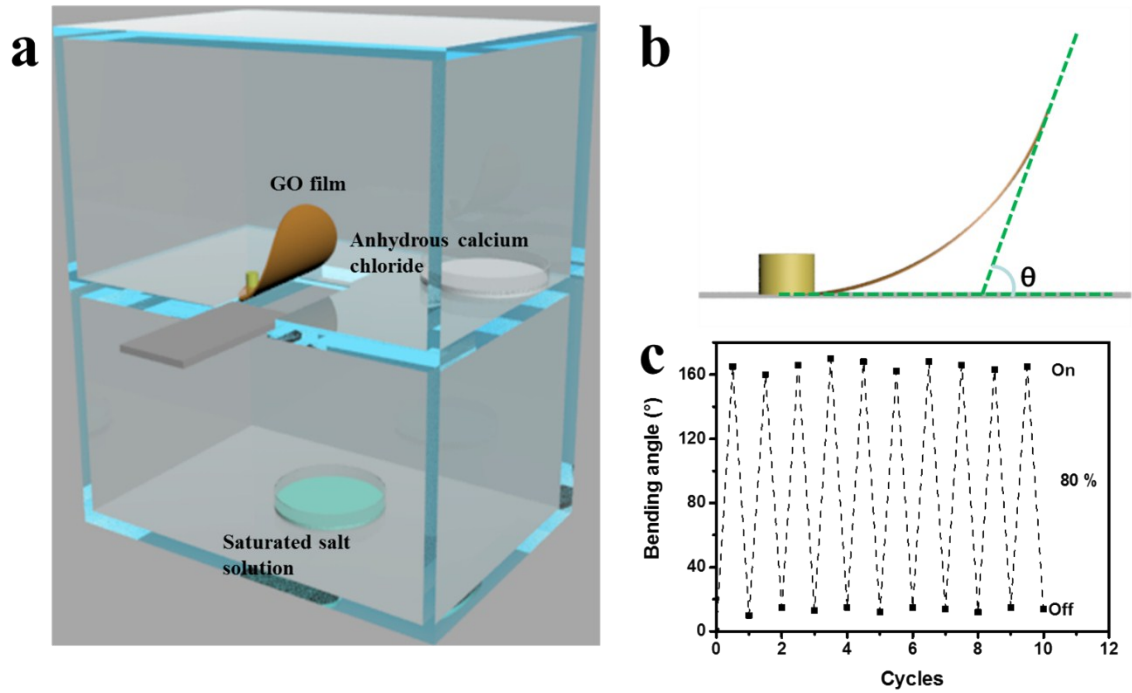 a
GO film
Anhydrous calcium
chloride
Saturated salt
solution
b
θ
c
160
120
80
40
0
On
80 %
Off
0 2 4 6 8 10 12
Bending angle (°)
Cycles